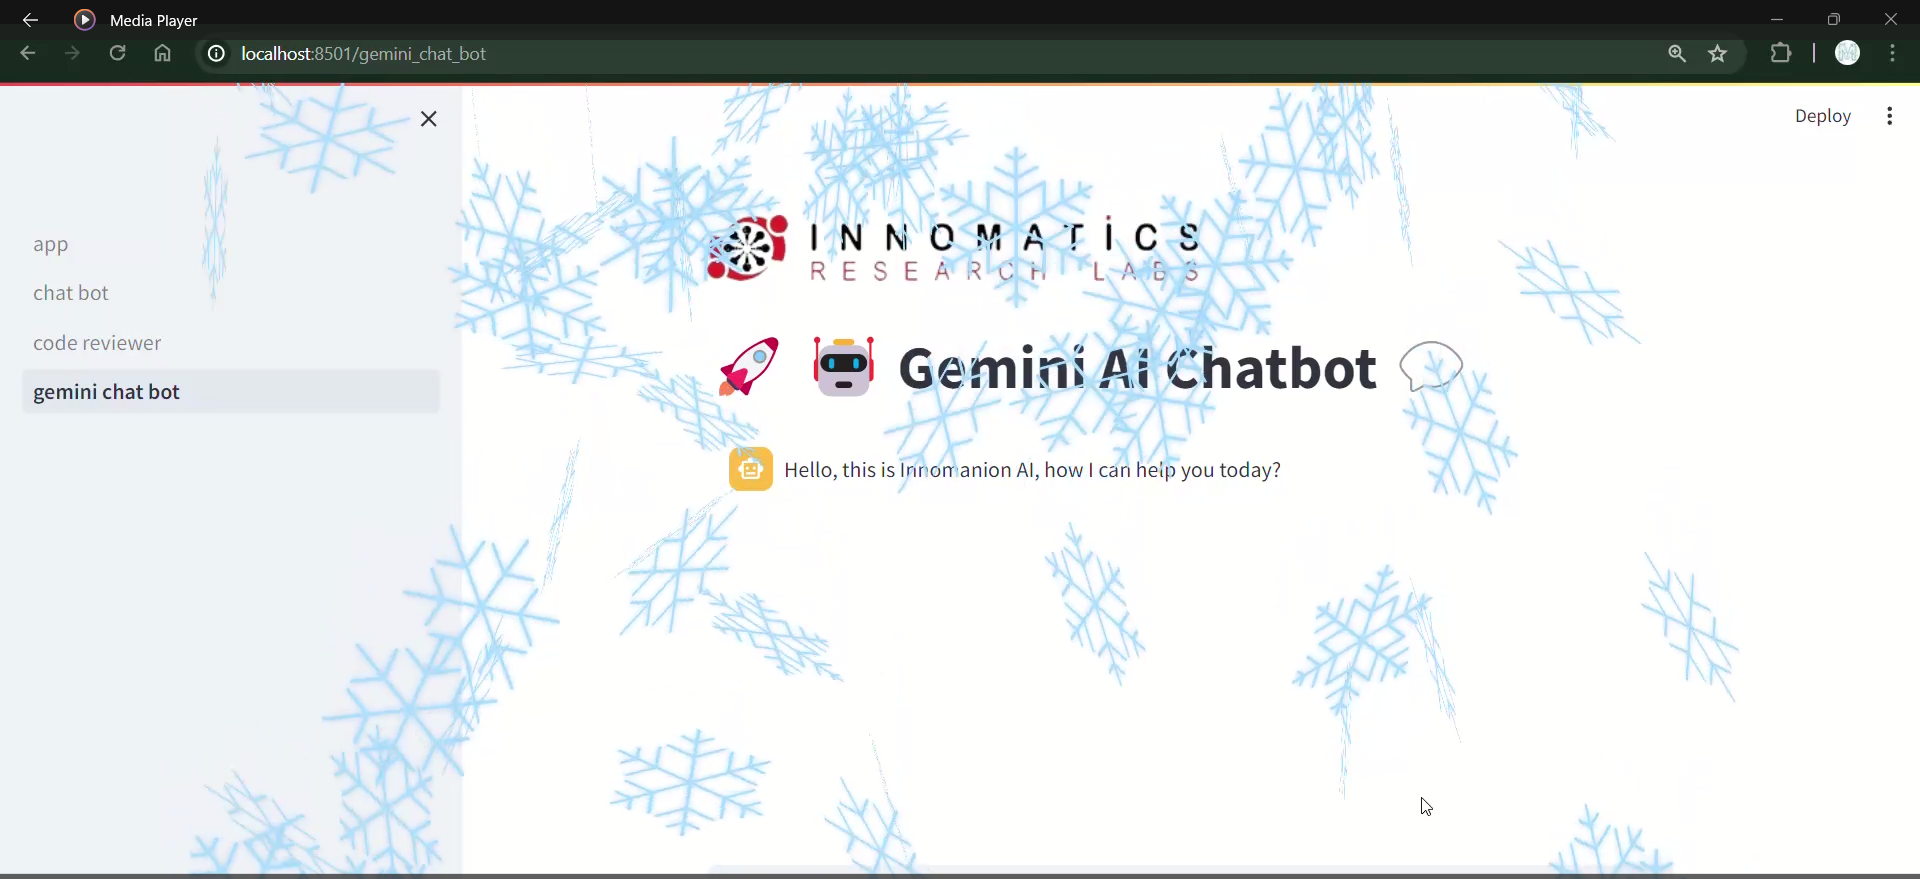 Media Player
localhost:8501/gemini_chat_bot
Deploy
app
chat bot
code reviewer
gemini chat bot
INNOMATICS
RESEARCH LABS
Gemini AI Chatbot
Hello, this is Innomanion AI, how I can help you today?